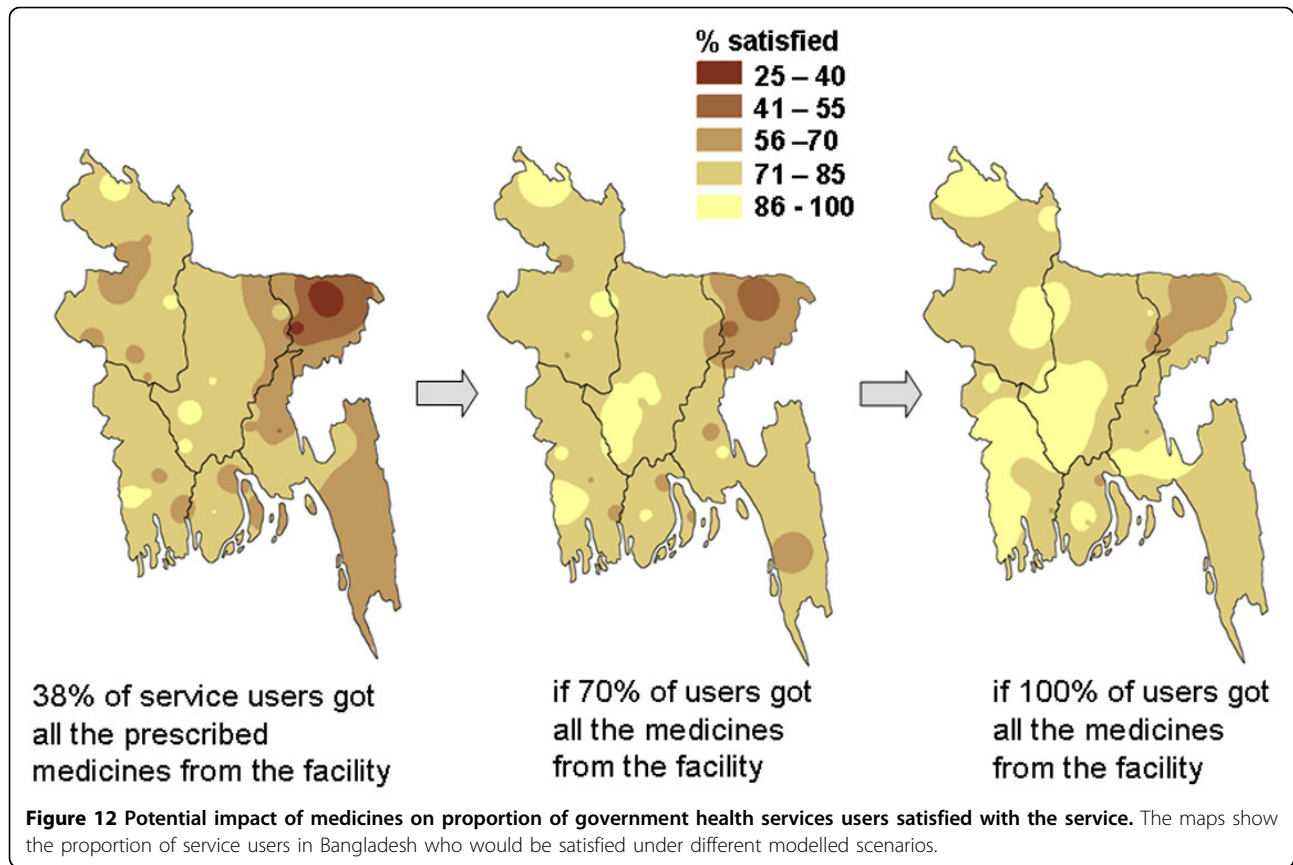 % satisfied
25 – 40
41 – 55
56 –70
71 – 85
86 - 100
38% of service users got
all the prescribed
medicines from the facility
if 70% of users got
all the medicines
from the facility
if 100% of users got
all the medicines
from the facility
Figure 12 Potential impact of medicines on proportion of government health services users satisfied with the service. The maps show
the proportion of service users in Bangladesh who would be satisfied under different modelled scenarios.